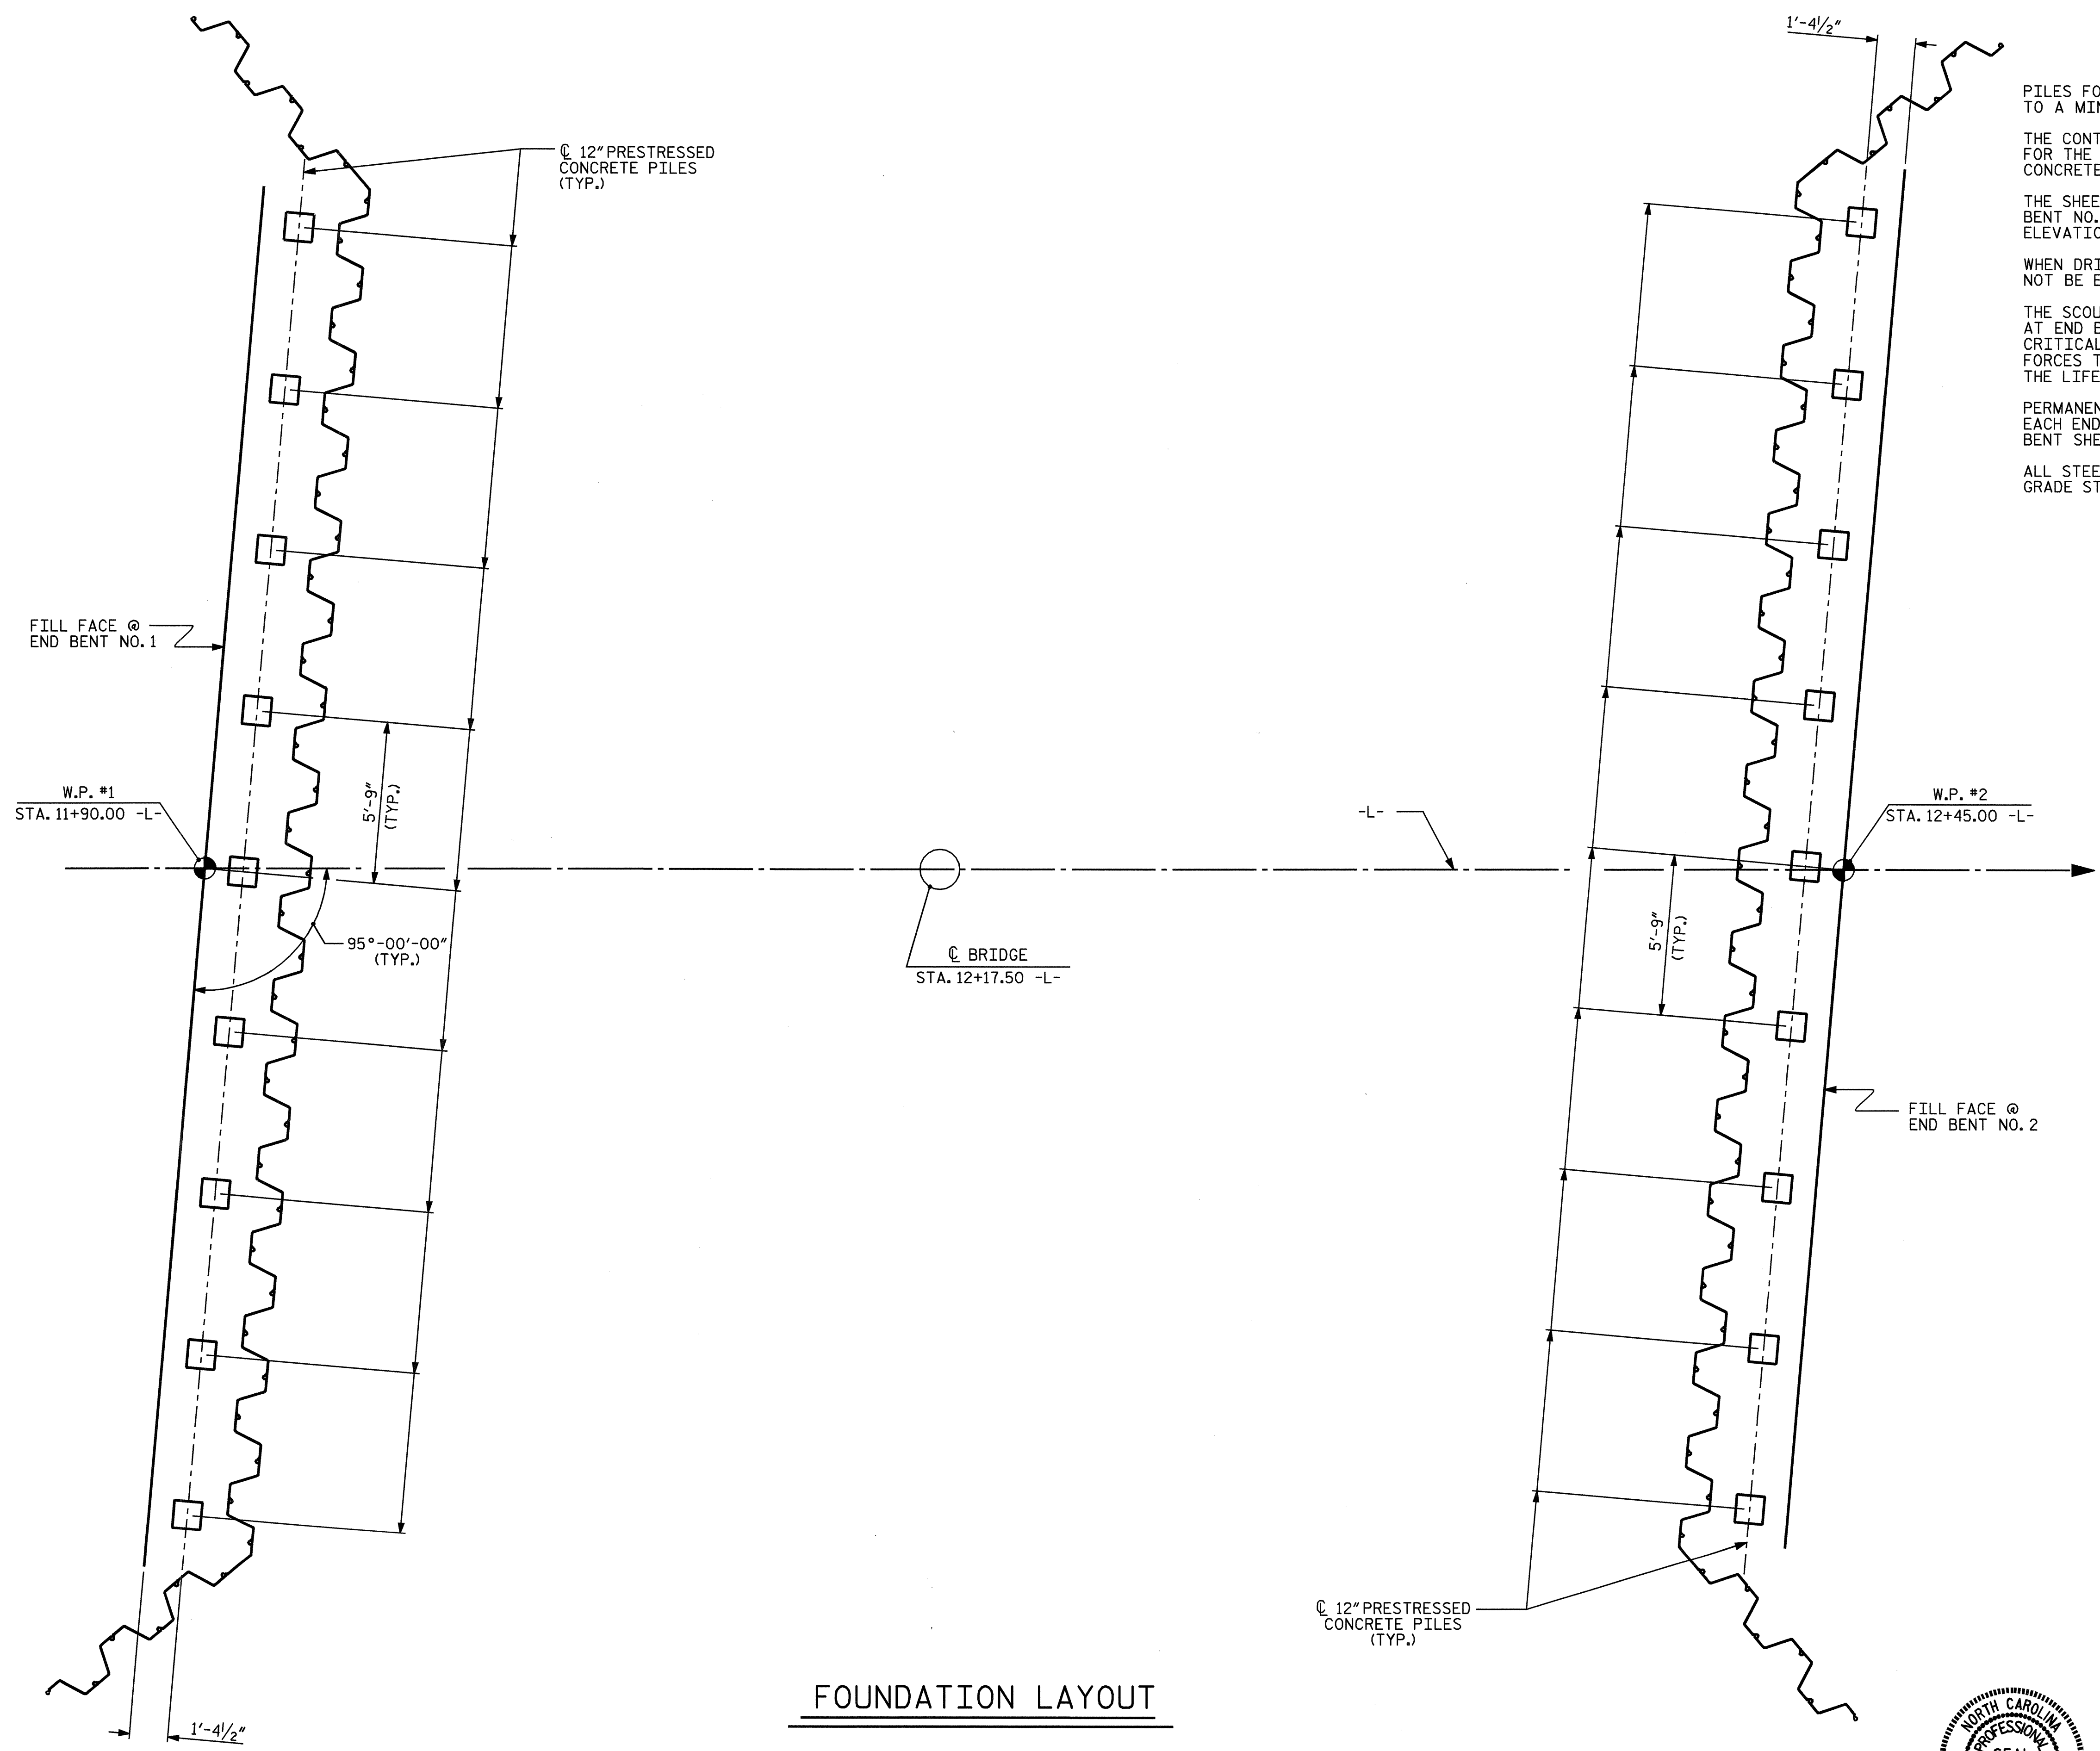 1'-4½"
PILES FO
TO A MIN
THE CONT
FOR THE
CONCRETE
THE SHEE
BENT NO.
ELEVATIO
WHEN DRI
NOT BE E
THE SCOU
AT END B
CRITICAL
FORCES T
THE LIFE
PERMANEN
EACH END
BENT SHE
ALL STEE
GRADE ST
℄ 12" PRESTRESSED
CONCRETE PILES
(TYP.)
FILL FACE @
END BENT NO. 1
W.P. #1
STA. 11+90.00 -L-
5'-9"
(TYP.)
95°-00'-00"
(TYP.)
℄ BRIDGE
STA. 12+17.50 -L-
-L-
W.P. #2
STA. 12+45.00 -L-
5'-9"
(TYP.)
FILL FACE @
END BENT NO. 2
℄ 12" PRESTRESSED
CONCRETE PILES
(TYP.)
FOUNDATION LAYOUT
1'-4½"
NORTH CAROLINA
PROFESSIONAL